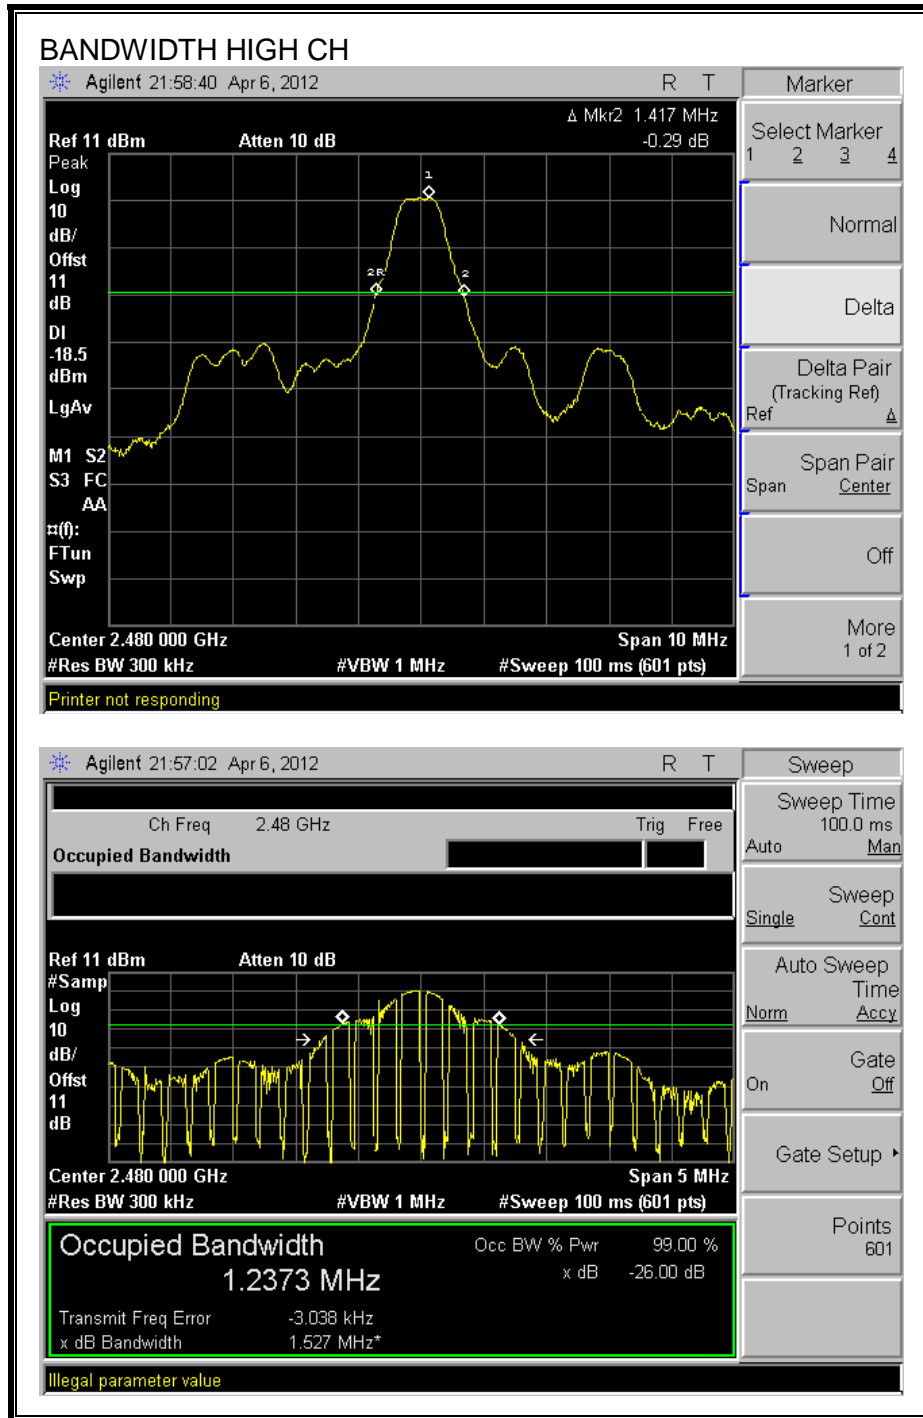 BANDWIDTH HIGH CH
Agilent 21:58:40 Apr 6, 2012 R T
Marker
Δ Mkr2 1.417 MHz
Ref 11 dBm Atten 10 dB -0.29 dB
Peak
Log
10
dB/
Offst
11
dB
DI
-18.5
dBm
LgAv
M1 S2
S3 FC
AA
¤(f):
FTun
Swp
1
2R
2
Center 2.480 000 GHz Span 10 MHz
#Res BW 300 kHz #VBW 1 MHz #Sweep 100 ms (601 pts)
Printer not responding
Select Marker
1 2 3 4
Normal
Delta
Delta Pair
(Tracking Ref)
Ref Δ
Span Pair
Span Center
Off
More
1 of 2
Agilent 21:57:02 Apr 6, 2012 R T
Sweep
Ch Freq 2.48 GHz Trig Free
Occupied Bandwidth
Ref 11 dBm Atten 10 dB
#Samp
Log
10
dB/
Offst
11
dB
Center 2.480 000 GHz Span 5 MHz
#Res BW 300 kHz #VBW 1 MHz #Sweep 100 ms (601 pts)
Occupied Bandwidth Occ BW % Pwr 99.00 %
1.2373 MHz x dB -26.00 dB
Transmit Freq Error -3.038 kHz
x dB Bandwidth 1.527 MHz*
Illegal parameter value
Sweep Time
100.0 ms
Auto Man
Sweep
Single Cont
Auto Sweep
Time
Norm Accy
Gate
On Off
Gate Setup
Points
601